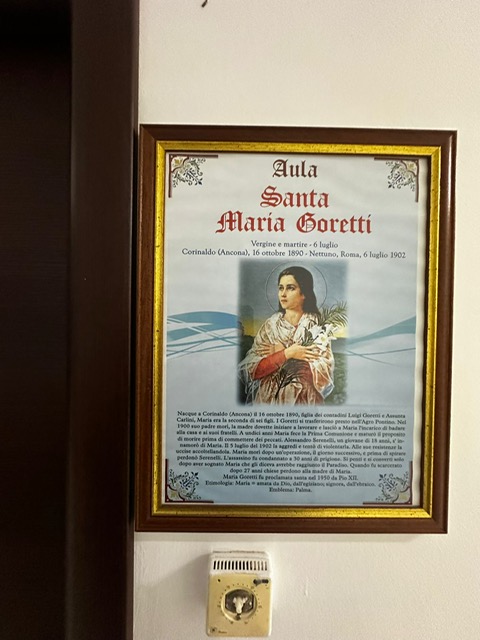 Aula
Santa
Maria Goretti
Vergine e martire - 6 luglio
Corinaldo (Ancona), 16 ottobre 1890 - Nettuno, Roma, 6 luglio 1902
Nacque a Corinaldo (Ancona) il 16 ottobre 1890, figlia dei contadini Luigi Goretti e Assunta
Carlini, Maria era la seconda di sei figli. I Goretti si trasferirono presto nell'Agro Pontino. Nel
1900 suo padre morì, la madre dovette iniziare a lavorare e lasciò a Maria l'incarico di badare
alla casa e ai suoi fratelli. A undici anni Maria fece la Prima Comunione e maturò il proposito
di morire prima di commettere dei peccati. Alessandro Serenelli, un giovane di 18 anni, s'in-
namorò di Maria. Il 5 luglio del 1902 la aggredì e tentò di violentarla. Alle sue resistenze la
uccise accoltellandola. Maria morì dopo un'operazione, il giorno successivo, e prima di spirare
perdonò Serenelli. L'assassino fu condannato a 30 anni di prigione. Si pentì e si convertì solo
dopo aver sognato Maria che gli diceva avrebbe raggiunto il Paradiso. Quando fu scarcerato
dopo 27 anni chiese perdono alla madre di Maria.
Maria Goretti fu proclamata santa nel 1950 da Pio XII.
Etimologia: Maria = amata da Dio, dall'egiziano; signora, dall'ebraico.
Emblema: Palma.